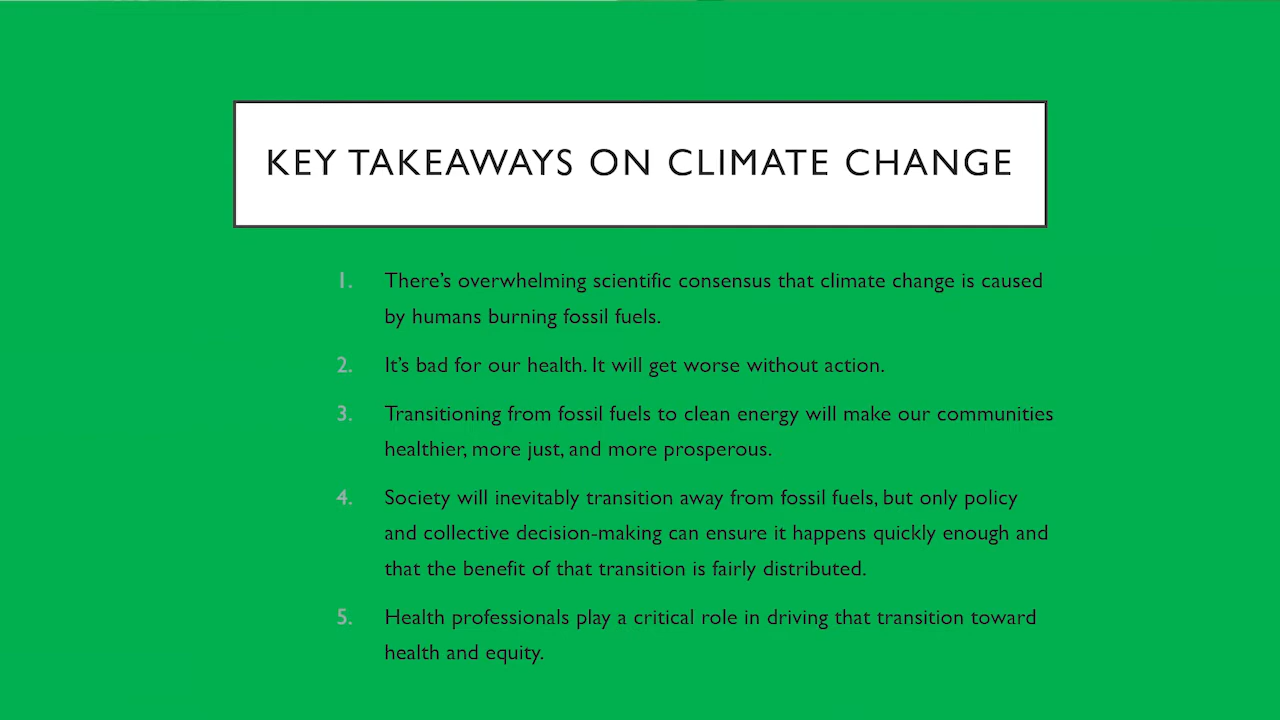 KEY TAKEAWAYS ON CLIMATE CHANGE
1. There’s overwhelming scientific consensus that climate change is caused
by humans burning fossil fuels.
2. It’s bad for our health. It will get worse without action.
3. Transitioning from fossil fuels to clean energy will make our communities
healthier, more just, and more prosperous.
4. Society will inevitably transition away from fossil fuels, but only policy
and collective decision-making can ensure it happens quickly enough and
that the benefit of that transition is fairly distributed.
5. Health professionals play a critical role in driving that transition toward
health and equity.